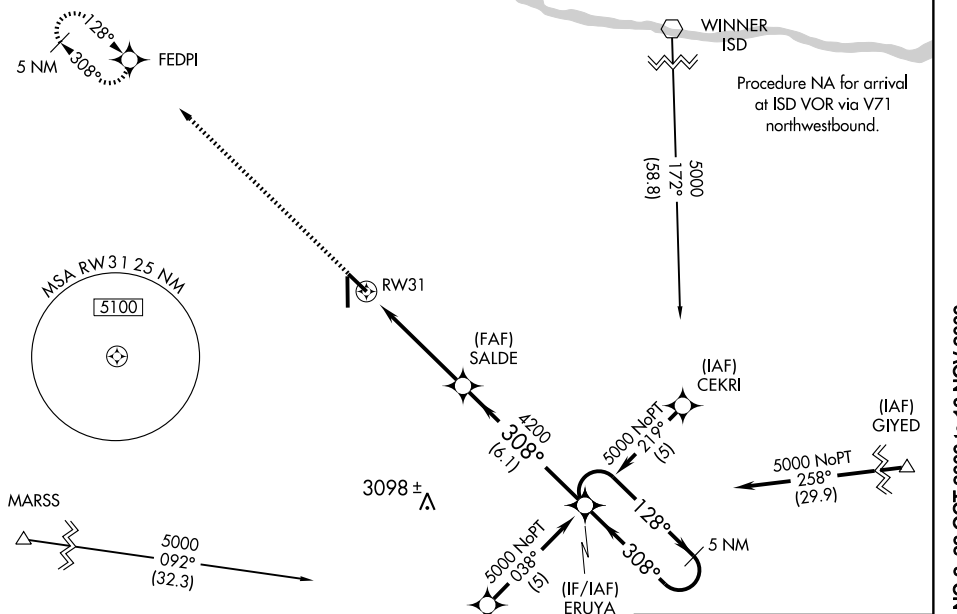 128°
308°
5 NM
FEDPI
WINNER
ISD
Procedure NA for arrival
at ISD VOR via V71
northwestbound.
5000
172°
(58.8)
MSA RW31 25 NM
5100
RW31
(FAF)
SALDE
(IAF)
CEKRI
(IAF)
GIYED
4200
308°
(6.1)
5000 NoPT
219°
(5)
5000 NoPT
258°
(29.9)
3098 ±
MARSS
5000
092°
(32.3)
128°
308°
5 NM
5000 NoPT
038°
(5)
(IF/IAF)
ERUYA